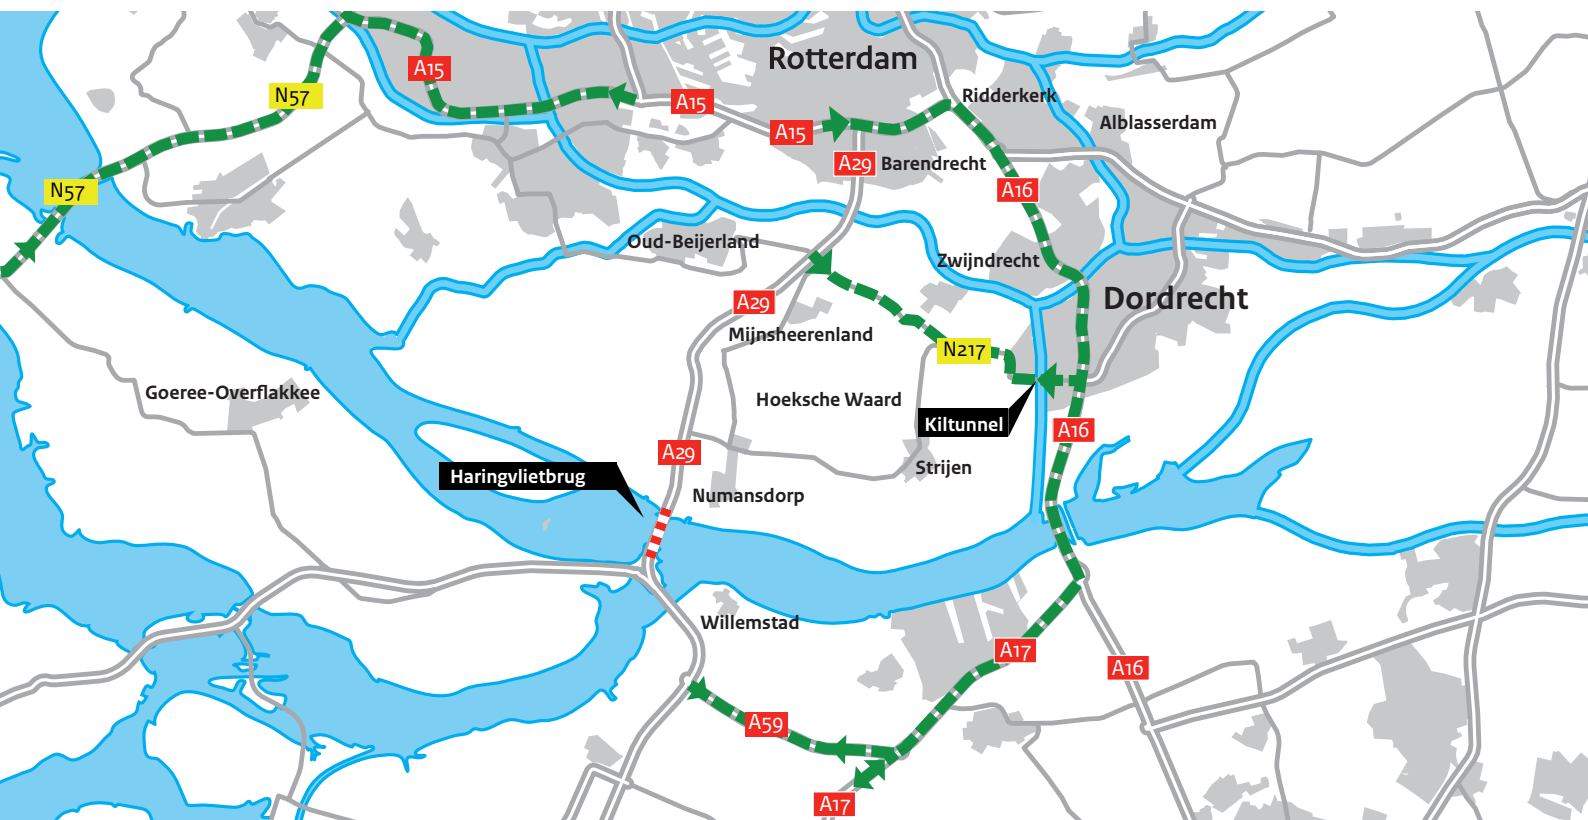 Rotterdam
A15
N57
Ridderkerk
A15
A15
Alblasserdam
A29
Barendrecht
N57
A16
Oud-Beijerland
Zwijndrecht
A29
Dordrecht
Mijnsheerenland
N217
Goeree-Overflakkee
Hoeksche Waard
Kiltunnel
A16
A29
Haringvlietbrug
Strijen
Numansdorp
Willemstad
A17
A16
A59
A17